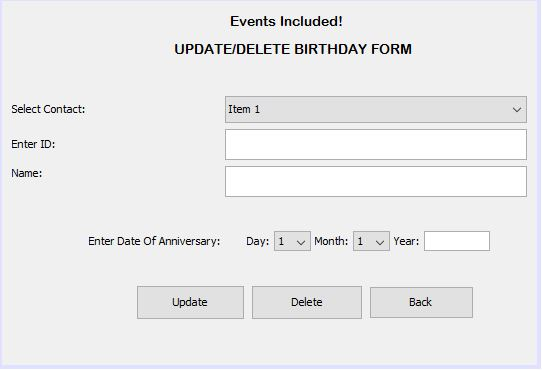 Events Included!
UPDATE/DELETE BIRTHDAY FORM
Select Contact: Item 1
Enter ID:
Name:
Enter Date Of Anniversary: Day: 1 Month: 1 Year:
Update Delete Back